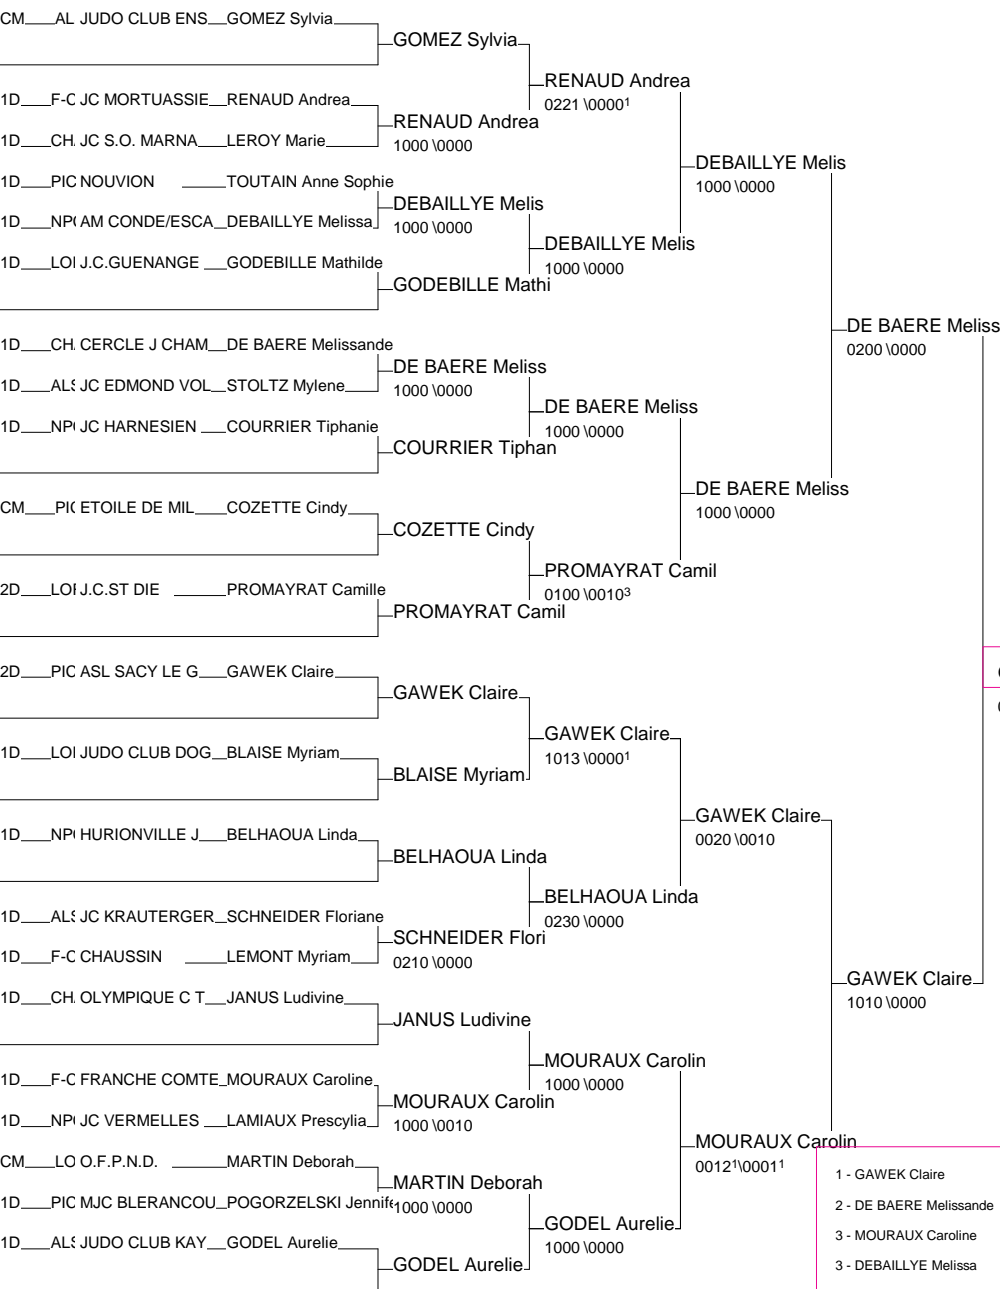 CM AL JUDO CLUB ENS GOMEZ Sylvia
GOMEZ Sylvia
RENAUD Andrea
0221 \0000¹
1D F-C JC MORTUASSIE RENAUD Andrea
RENAUD Andrea
1000 \0000
1D CH. JC S.O. MARNA LEROY Marie
DEBAILLYE Melis
1000 \0000
1D PIC NOUVION TOUTAIN Anne Sophie
DEBAILLYE Melis
1000 \0000
1D NP AM CONDE/ESCA DEBAILLYE Melissa
DEBAILLYE Melis
1000 \0000
1D LO J.C.GUENANGE GODEBILLE Mathilde
GODEBILLE Mathi
DE BAERE Meliss
0200 \0000
1D CH. CERCLE J CHAM DE BAERE Melissande
DE BAERE Meliss
1000 \0000
1D ALS JC EDMOND VOL STOLTZ Mylene
DE BAERE Meliss
1000 \0000
1D NP JC HARNESIEN COURRIER Tiphanie
COURRIER Tiphan
DE BAERE Meliss
1000 \0000
CM PI ETOILE DE MIL COZETTE Cindy
COZETTE Cindy
PROMAYRAT Camil
0100 \0010³
2D LO J.C.ST DIE PROMAYRAT Camille
PROMAYRAT Camil
2D PIC ASL SACY LE G GAWEK Claire
GAWEK Claire
GAWEK Claire
1013 \0000¹
1D LO JUDO CLUB DOG BLAISE Myriam
BLAISE Myriam
GAWEK Claire
0020 \0010
1D NP HURIONVILLE J BELHAOUA Linda
BELHAOUA Linda
BELHAOUA Linda
0230 \0000
1D ALS JC KRAUTERGER SCHNEIDER Floriane
SCHNEIDER Flori
0210 \0000
1D F-C CHAUSSIN LEMONT Myriam
GAWEK Claire
1010 \0000
1D CH. OLYMPIQUE C T JANUS Ludivine
JANUS Ludivine
MOURAUX Carolin
1000 \0000
1D F-C FRANCHE COMTE MOURAUX Caroline
MOURAUX Carolin
1000 \0010
1D NP JC VERMELLES LAMIAUX Prescylia
MOURAUX Carolin
0012¹\0001¹
CM LO O.F.P.N.D. MARTIN Deborah
MARTIN Deborah
1000 \0000
1D PIC MJC BLERANCOU POGORZELSKI Jennife
GODEL Aurelie
1000 \0000
1D ALS JUDO CLUB KAY GODEL Aurelie
GODEL Aurelie
1 - GAWEK Claire
2 - DE BAERE Melissande
3 - MOURAUX Caroline
3 - DEBAILLYE Melissa